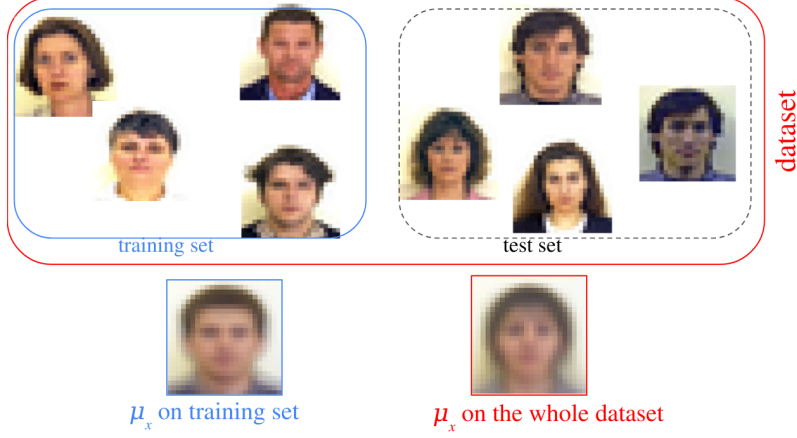 training set
test set
dataset
μₓ on training set
μₓ on the whole dataset